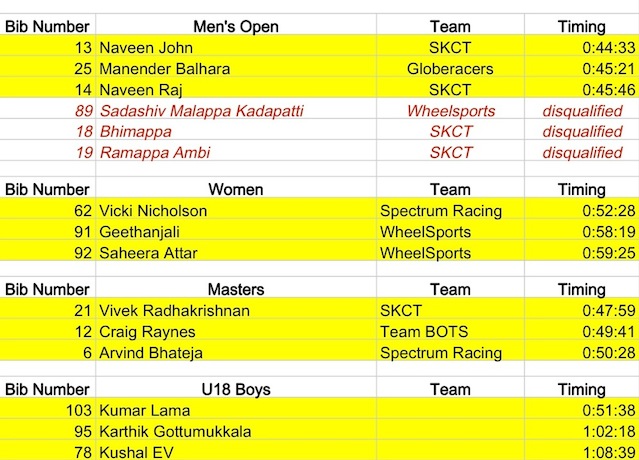 Bib Number Men's Open Team Timing
13 Naveen John SKCT 0:44:33
25 Manender Balhara Globeracers 0:45:21
14 Naveen Raj SKCT 0:45:46
89 Sadashiv Malappa Kadapatti Wheelsports disqualified
18 Bhimappa SKCT disqualified
19 Ramappa Ambi SKCT disqualified
Bib Number Women Team Timing
62 Vicki Nicholson Spectrum Racing 0:52:28
91 Geethanjali WheelSports 0:58:19
92 Saheera Attar WheelSports 0:59:25
Bib Number Masters Team Timing
21 Vivek Radhakrishnan SKCT 0:47:59
12 Craig Raynes Team BOTS 0:49:41
6 Arvind Bhateja Spectrum Racing 0:50:28
Bib Number U18 Boys Team Timing
103 Kumar Lama 0:51:38
95 Karthik Gottumukkala 1:02:18
78 Kushal EV 1:08:39